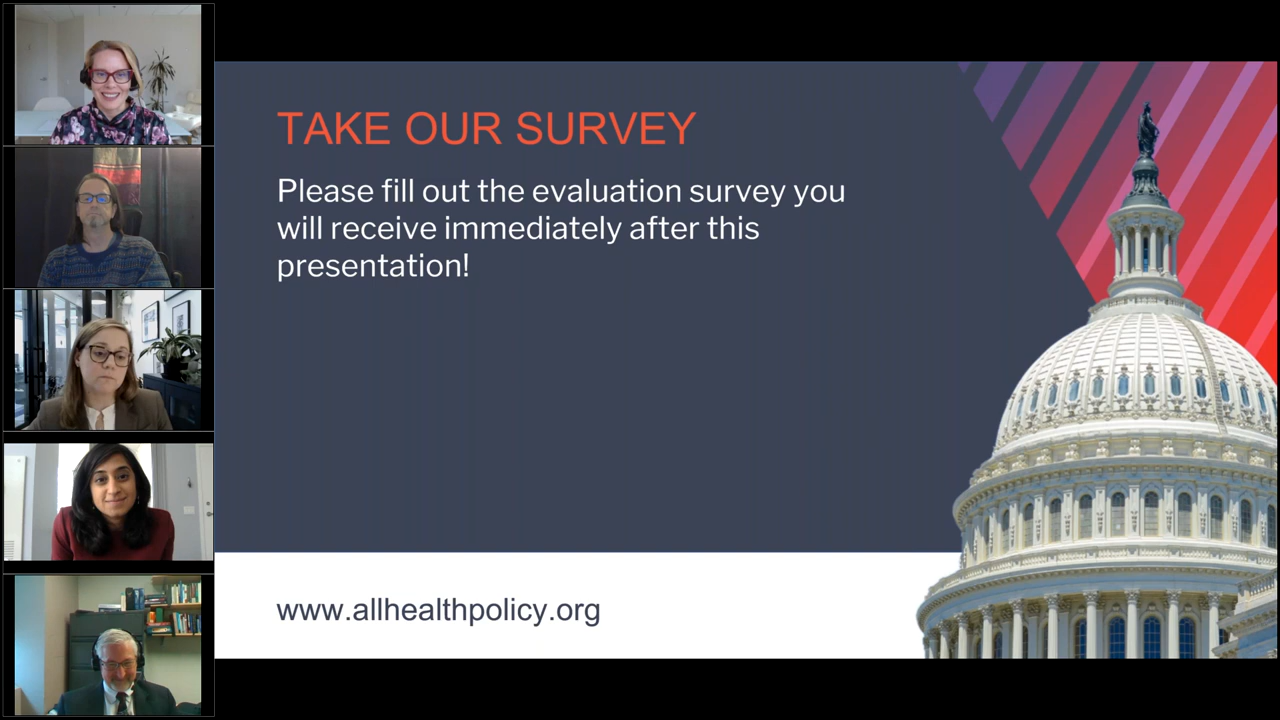 TAKE OUR SURVEY
Please fill out the evaluation survey you
will receive immediately after this
presentation!
www.allhealthpolicy.org